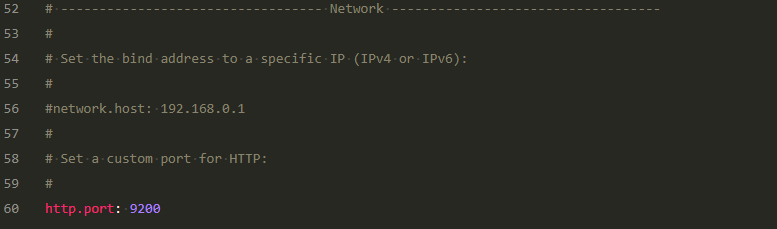 52 # ---------------------------------- Network -----------------------------------
53 #
54 # Set the bind address to a specific IP (IPv4 or IPv6):
55 #
56 #network.host: 192.168.0.1
57 #
58 # Set a custom port for HTTP:
59 #
60 http.port: 9200